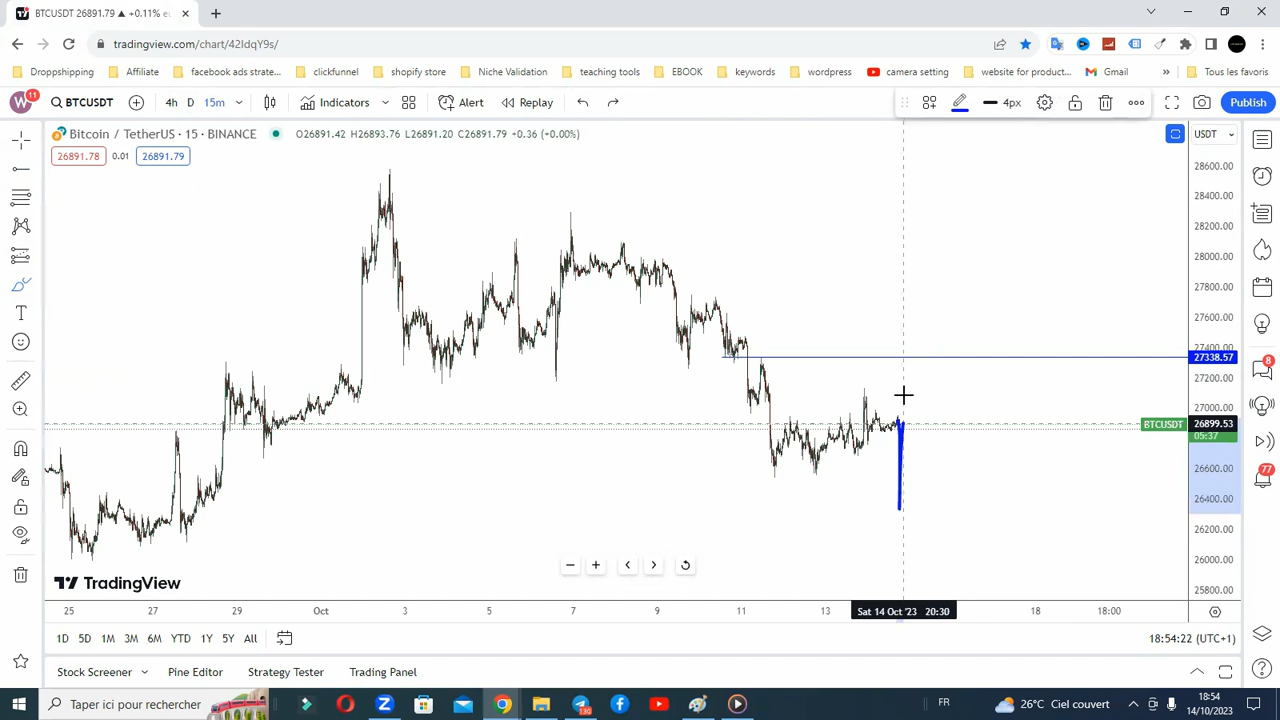 BTCUSDT 26891.79 ▲ +0.11%
tradingview.com/chart/42IdqY9s/
Droppshipping
Affiliate
facebook ads strate...
clickfunnel
shopify store
Niche Validation
teaching tools
EBOOK
keywords
wordpress
camera setting
website for product...
Gmail
»
Tous les favoris
W 11
BTCUSDT
4h D 15m
Indicators
Alert
Replay
4px
Publish
Bitcoin / TetherUS · 15 · BINANCE
O26891.42 H26893.76 L26891.20 C26891.79 +0.36 (+0.00%)
USDT
26891.78 0.01 26891.79
28600.00
28400.00
28200.00
28000.00
27800.00
27600.00
27400.00
27338.57
27200.00
27000.00
BTCUSDT 26899.53
05:37
26600.00
26400.00
26200.00
26000.00
25800.00
8
77
TradingView
25 27 29 Oct 3 5 7 9 11 13 Sat 14 Oct '23 20:30 18 18:00
1D 5D 1M 3M 6M YTD 1Y 5Y All
18:54:22 (UTC+1)
Stock Screener
Pine Editor
Strategy Tester
Trading Panel
Taper ici pour rechercher
130
FR
26°C Ciel couvert
18:54
14/10/2023